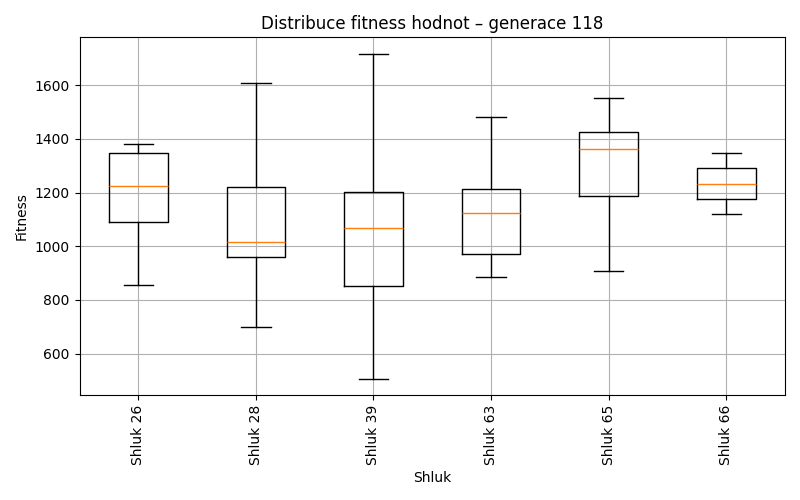 Distribuce fitness hodnot – generace 118
Fitness
1600
1400
1200
1000
800
600
Shluk 26
Shluk 28
Shluk 39
Shluk 63
Shluk 65
Shluk 66
Shluk